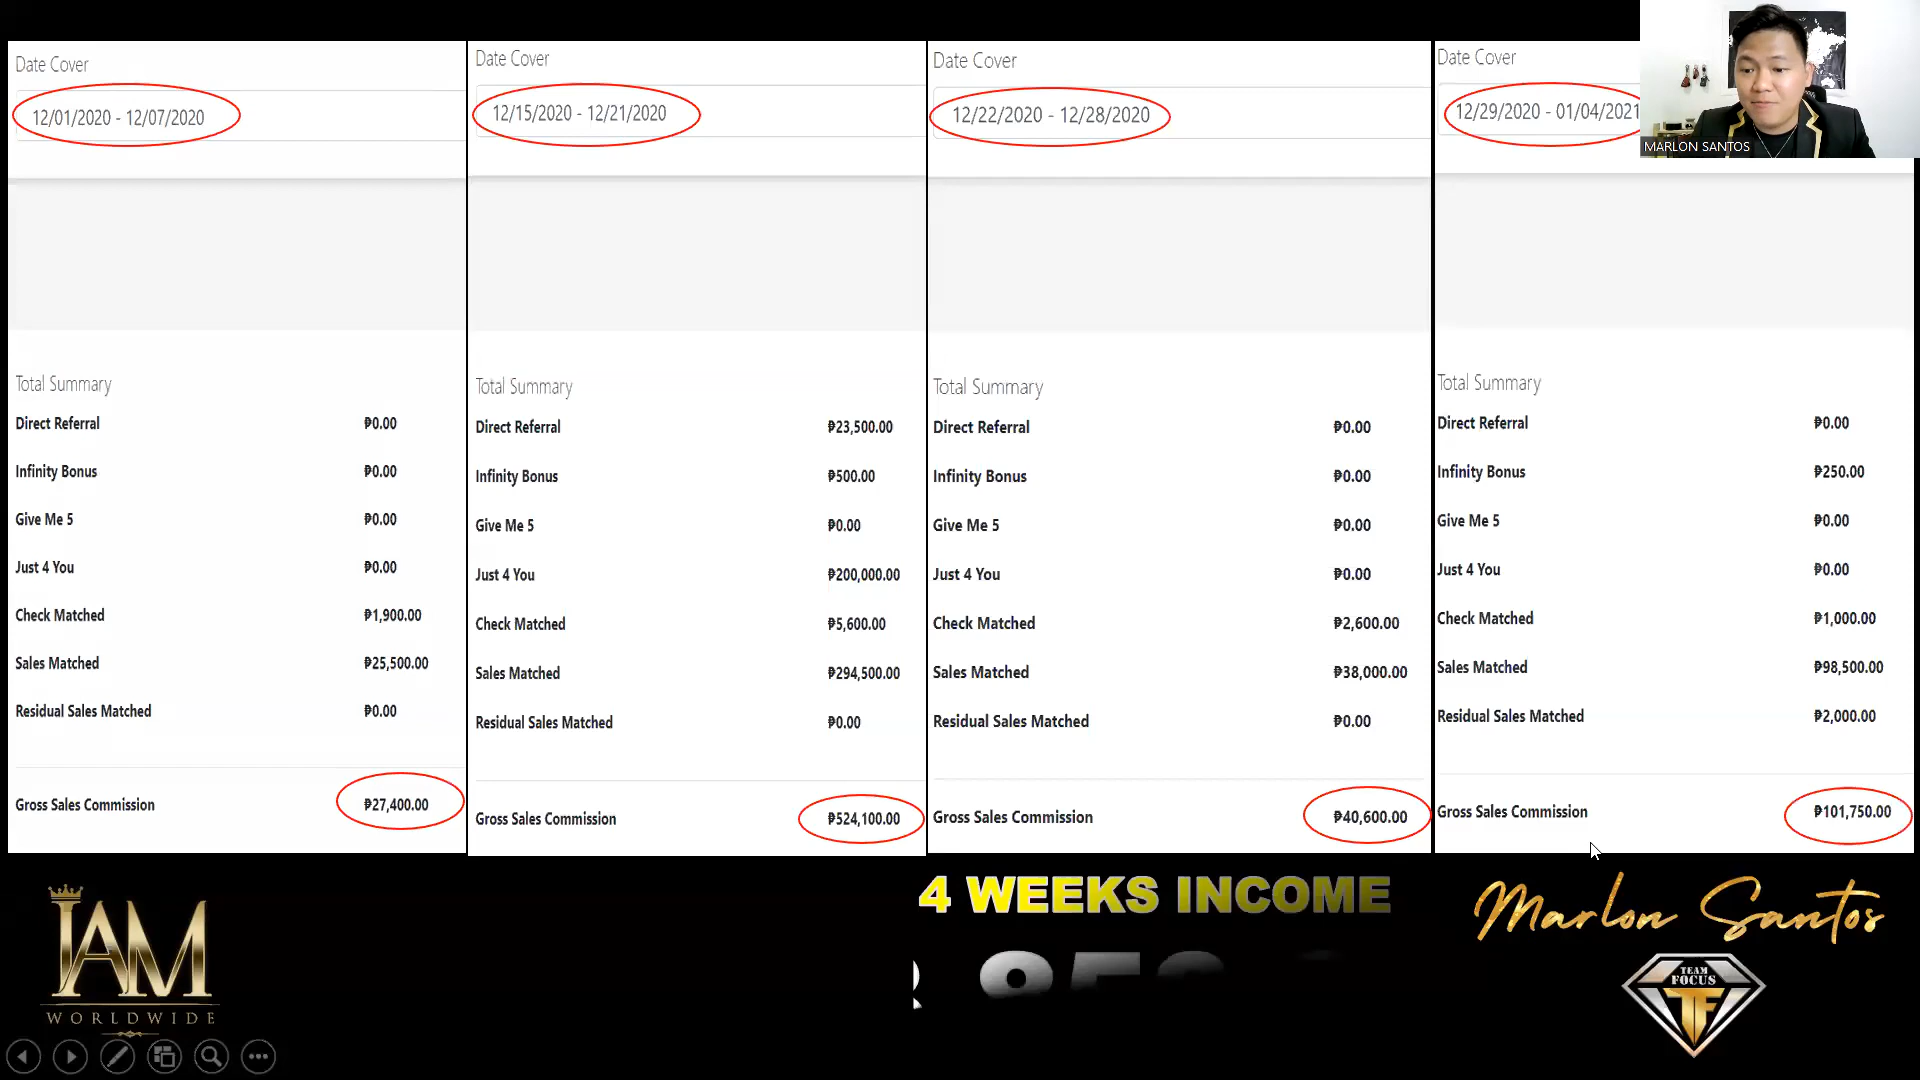 Date Cover
12/01/2020 - 12/07/2020
Total Summary
Direct Referral ₱0.00
Infinity Bonus ₱0.00
Give Me 5 ₱0.00
Just 4 You ₱0.00
Check Matched ₱1,900.00
Sales Matched ₱25,500.00
Residual Sales Matched ₱0.00
Gross Sales Commission ₱27,400.00
Date Cover
12/15/2020 - 12/21/2020
Total Summary
Direct Referral ₱23,500.00
Infinity Bonus ₱500.00
Give Me 5 ₱0.00
Just 4 You ₱200,000.00
Check Matched ₱5,600.00
Sales Matched ₱294,500.00
Residual Sales Matched ₱0.00
Gross Sales Commission ₱524,100.00
Date Cover
12/22/2020 - 12/28/2020
Total Summary
Direct Referral ₱0.00
Infinity Bonus ₱0.00
Give Me 5 ₱0.00
Just 4 You ₱0.00
Check Matched ₱2,600.00
Sales Matched ₱38,000.00
Residual Sales Matched ₱0.00
Gross Sales Commission ₱40,600.00
Date Cover
12/29/2020 - 01/04/2021
Total Summary
Direct Referral ₱0.00
Infinity Bonus ₱250.00
Give Me 5 ₱0.00
Just 4 You ₱0.00
Check Matched ₱1,000.00
Sales Matched ₱98,500.00
Residual Sales Matched ₱2,000.00
Gross Sales Commission ₱101,750.00
MARLON SANTOS
IAM
WORLDWIDE
4 WEEKS INCOME
Marlon Santos
TEAM
FOCUS
TF